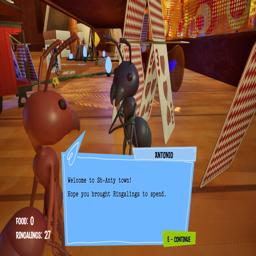 ANTONIO
Welcome to Sh-Anty town!
Hope you brought Ringalings to spend.
E - CONTINUE
FOOD: 0
RINGALINGS: 27